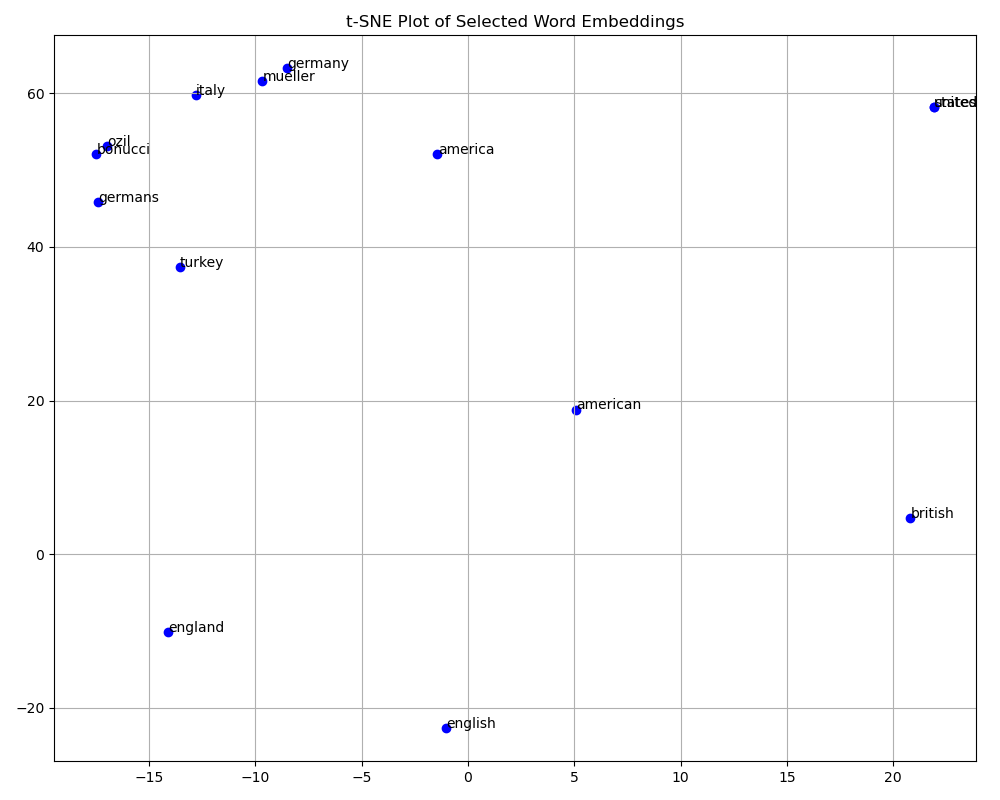 t-SNE Plot of Selected Word Embeddings
germany
mueller
italy
ozil
bonucci
america
germans
turkey
american
british
england
english
60
40
20
0
−20
−15
−10
−5
0
5
10
15
20